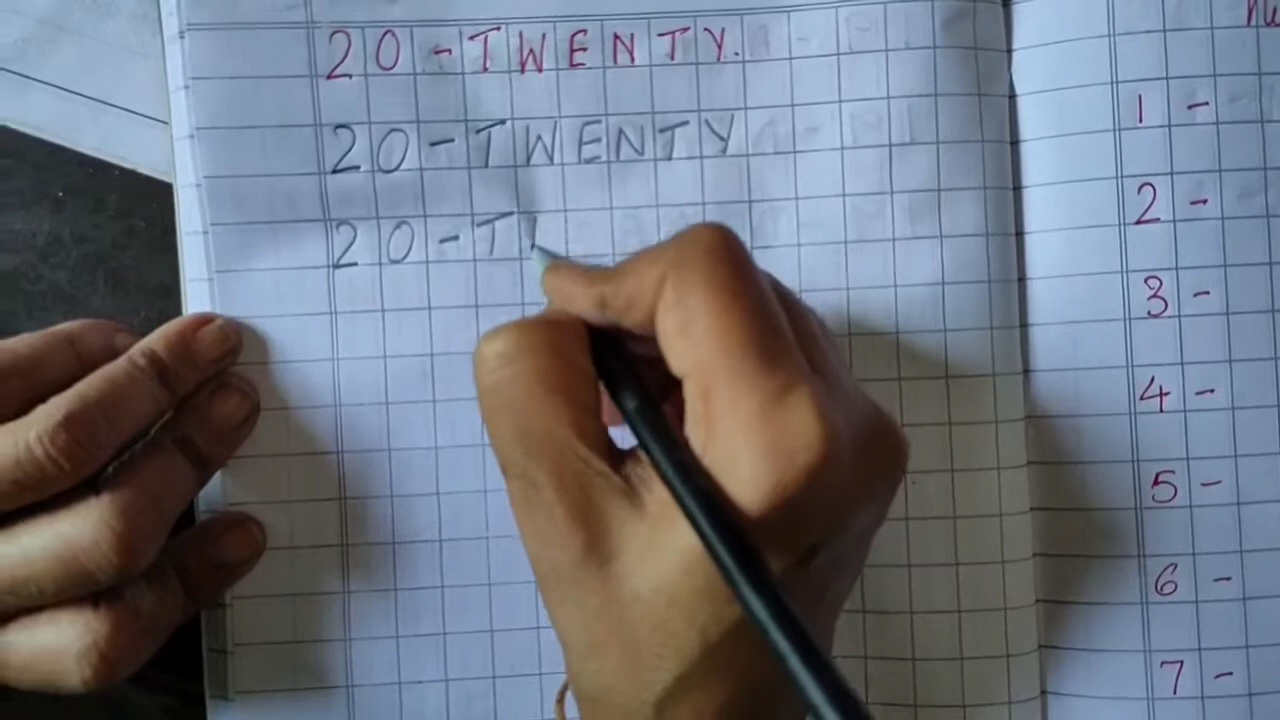 20 - TWENTY.
20 - TWENTY
20 - T
1 -
2 -
3 -
4 -
5 -
6 -
7 -